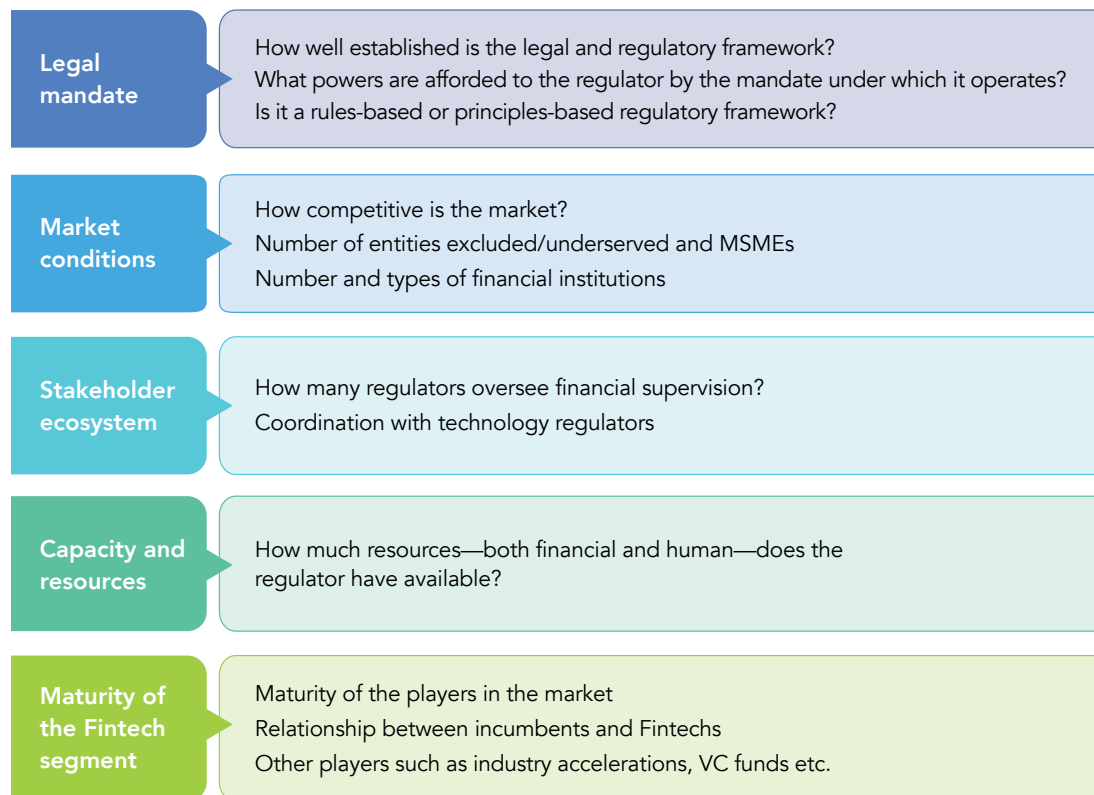 Legal
mandate
How well established is the legal and regulatory framework?
What powers are afforded to the regulator by the mandate under which it operates?
Is it a rules-based or principles-based regulatory framework?
Market
conditions
How competitive is the market?
Number of entities excluded/underserved and MSMEs
Number and types of financial institutions
Stakeholder
ecosystem
How many regulators oversee financial supervision?
Coordination with technology regulators
Capacity and
resources
How much resources—both financial and human—does the
regulator have available?
Maturity of
the Fintech
segment
Maturity of the players in the market
Relationship between incumbents and Fintechs
Other players such as industry accelerations, VC funds etc.